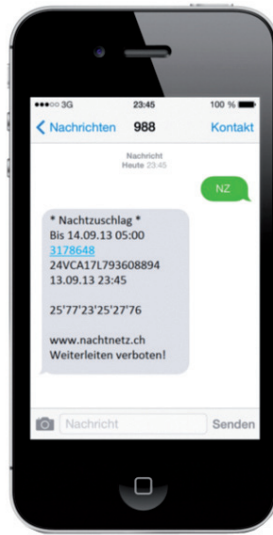 3G 23:45 100 %
Nachrichten 988 Kontakt
Nachricht
Heute 23:45
NZ
* Nachtzuschlag *
Bis 14.09.13 05:00
3178648
24VCA17L793608894
13.09.13 23:45
25'77'23'25'27'76
www.nachtnetz.ch
Weiterleiten verboten!
Nachricht Senden